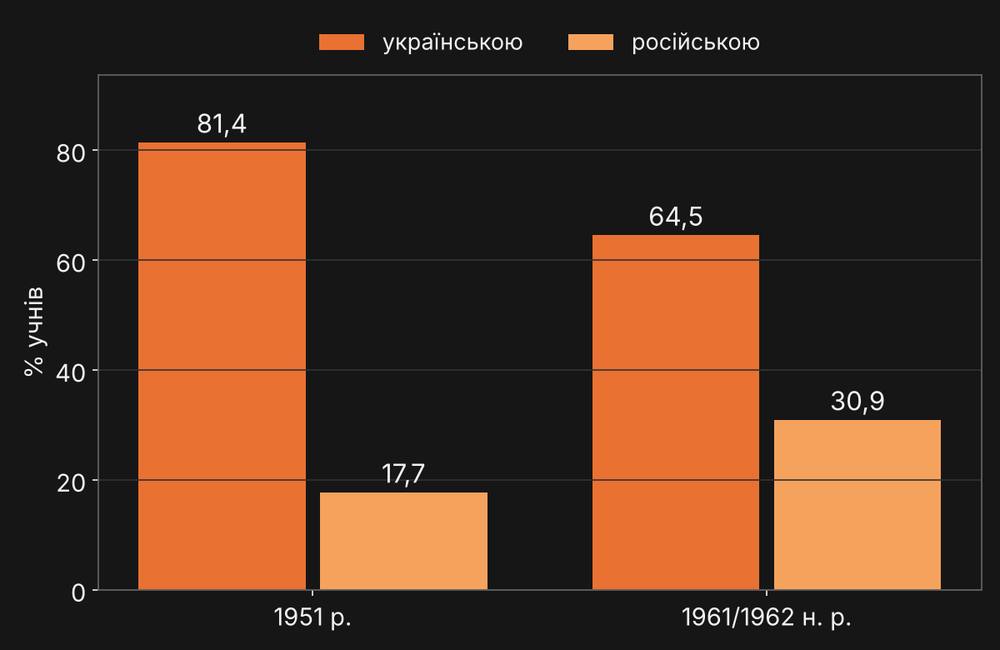 українською російською
% учнів
80
60
40
20
0
81,4
17,7
64,5
30,9
1951 р.
1961/1962 н. р.